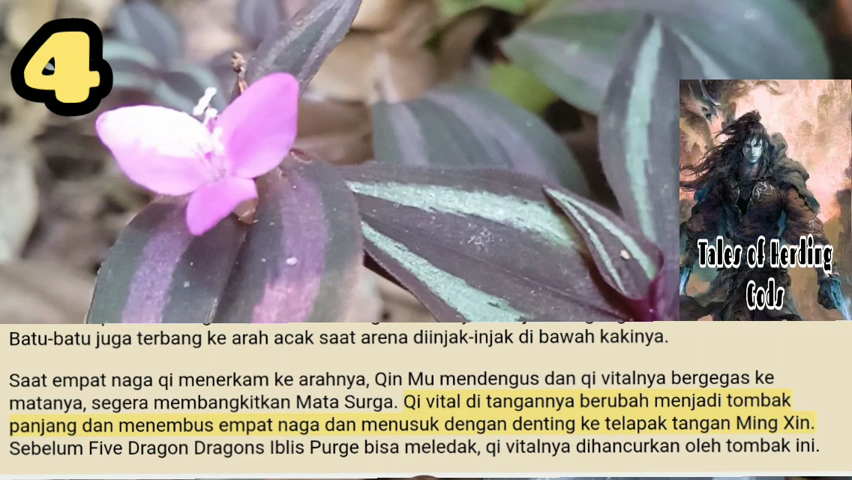 4
Tales of Herding
Gods
Batu-batu juga terbang ke arah acak saat arena diinjak-injak di bawah kakinya.
Saat empat naga qi menerkam ke arahnya, Qin Mu mendengus dan qi vitalnya bergegas ke
matanya, segera membangkitkan Mata Surga. Qi vital di tangannya berubah menjadi tombak
panjang dan menembus empat naga dan menusuk dengan denting ke telapak tangan Ming Xin.
Sebelum Five Dragon Dragons Iblis Purge bisa meledak, qi vitalnya dihancurkan oleh tombak ini.